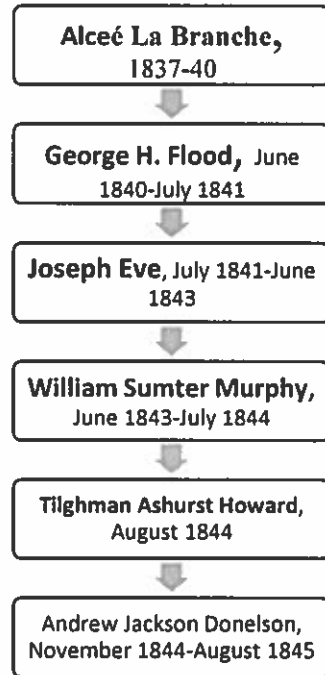 Alceé La Branche,
1837-40
George H. Flood, June
1840-July 1841
Joseph Eve, July 1841-June
1843
William Sumter Murphy,
June 1843-July 1844
Tilghman Ashurst Howard,
August 1844
Andrew Jackson Donelson,
November 1844-August 1845